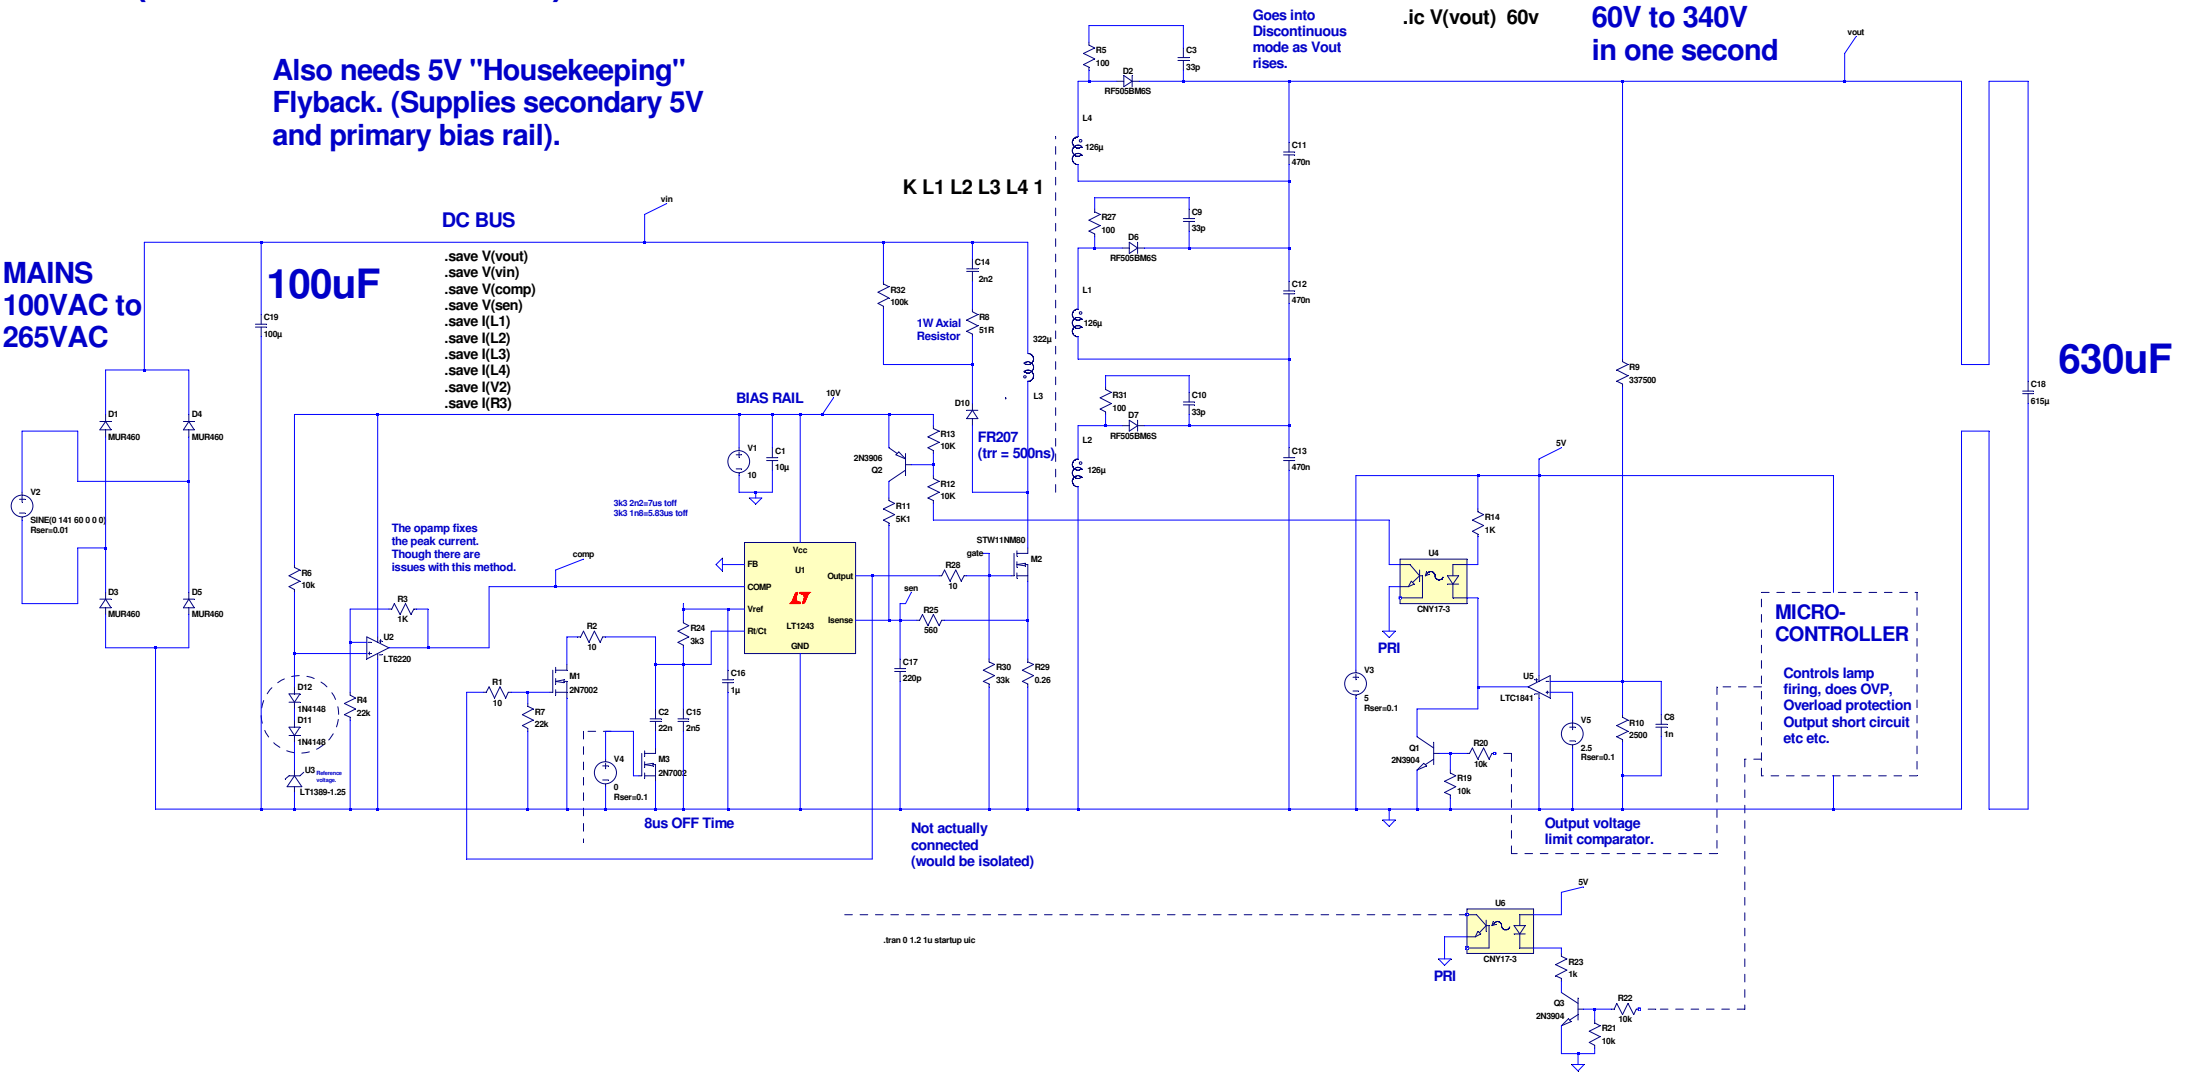 Also needs 5V "Housekeeping"
Flyback. (Supplies secondary 5V
and primary bias rail).
Goes into
Discontinuous
mode as Vout
rises.
.ic V(vout) 60v
60V to 340V
in one second
vout
R5
100
C3
33p
D2
RF505BM6S
L4
126µ
C11
470n
K L1 L2 L3 L4 1
R27
100
C9
33p
D6
RF505BM6S
L1
126µ
C12
470n
R31
100
C10
33p
D7
RF505BM6S
L2
126µ
C13
470n
DC BUS
vin
MAINS
100VAC to
265VAC
100uF
C19
100µ
.save V(vout)
.save V(vin)
.save V(comp)
.save V(sen)
.save I(L1)
.save I(L2)
.save I(L3)
.save I(L4)
.save I(V2)
.save I(R3)
R32
100k
C14
2n2
1W Axial
Resistor
R8
51R
322µ
L3
D10
FR207
(trr = 500ns)
R9
337500
C18
615µ
630uF
D1
MUR460
D4
MUR460
D3
MUR460
D5
MUR460
V2
SINE(0 141 60 0 0 0)
Rser=0.01
BIAS RAIL
10V
V1
10
C1
10µ
2N3906
Q2
R13
10K
R12
10K
R11
5K1
3k3 2n2=7us toff
3k3 1n8=5.83us toff
The opamp fixes
the peak current.
Though there are
issues with this method.
comp
R6
10k
R3
1K
U2
LT6220
D12
1N4148
D11
1N4148
R4
22k
U3
Reference
voltage.
LT1389-1.25
Vcc
U1
FB
COMP
Vref
Rt/Ct
Output
Isense
LT1243
GND
R2
10
R24
3k3
M1
2N7002
R1
10
R7
22k
C16
1µ
C2
22n
C15
2n5
V4
0
Rser=0.1
M3
2N7002
8us OFF Time
R28
10
gate
STW11NM80
M2
sen
R25
560
C17
220p
R30
33k
R29
0.26
Not actually
connected
(would be isolated)
5V
R14
1K
U4
CNY17-3
PRI
V3
5
Rser=0.1
U5
LTC1841
V5
2.5
Rser=0.1
R10
2500
C8
1n
Q1
2N3904
R20
10k
R19
10k
Output voltage
limit comparator.
MICRO-
CONTROLLER
Controls lamp
firing, does OVP,
Overload protection
Output short circuit
etc etc.
.tran 0 1.2 1u startup uic
5V
U6
CNY17-3
PRI
R23
1k
Q3
2N3904
R22
10k
R21
10k